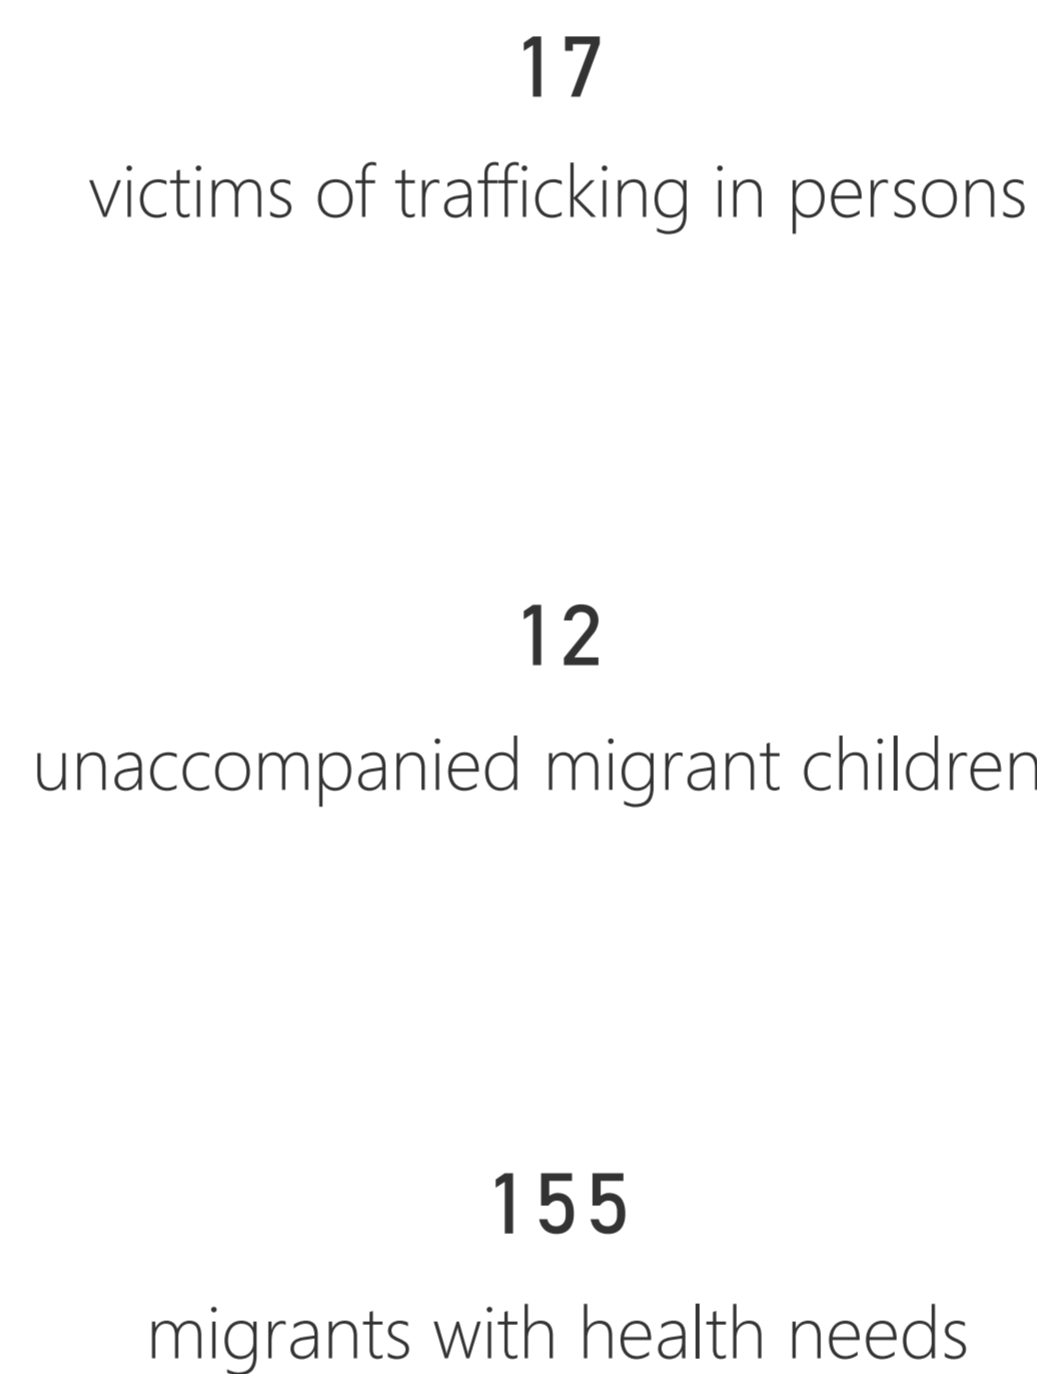 17
victims of trafficking in persons
12
unaccompanied migrant children
155
migrants with health needs